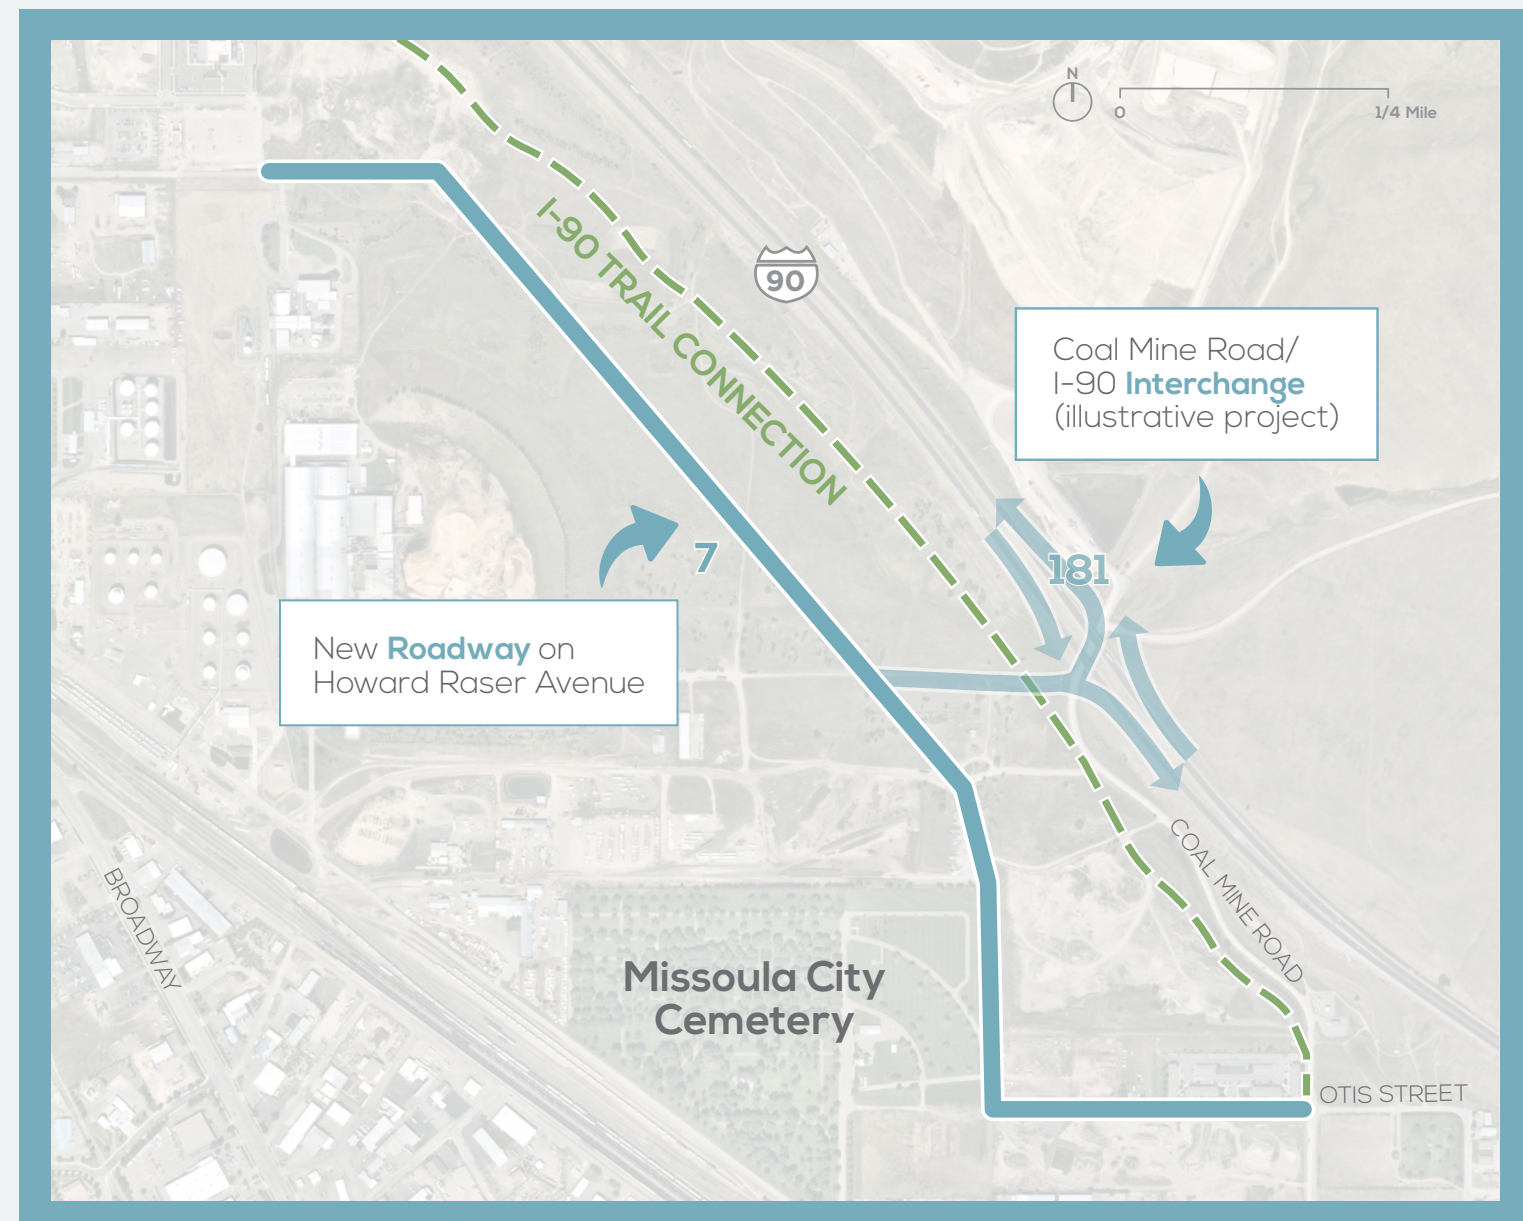 N
0
1/4 Mile
I-90 TRAIL CONNECTION
90
Coal Mine Road/
I-90 Interchange
(illustrative project)
181
7
New Roadway on
Howard Raser Avenue
COAL MINE ROAD
BROADWAY
Missoula City
Cemetery
OTIS STREET